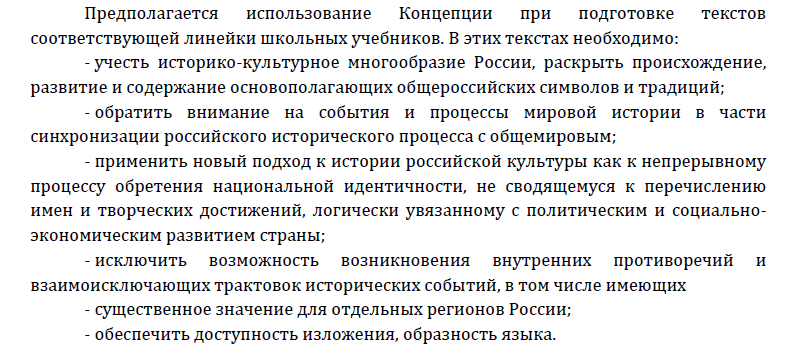 Предполагается использование Концепции при подготовке текстов
соответствующей линейки школьных учебников. В этих текстах необходимо:
- учесть историко-культурное многообразие России, раскрыть происхождение,
развитие и содержание основополагающих общероссийских символов и традиций;
- обратить внимание на события и процессы мировой истории в части
синхронизации российского исторического процесса с общемировым;
- применить новый подход к истории российской культуры как к непрерывному
процессу обретения национальной идентичности, не сводящемуся к перечислению
имен и творческих достижений, логически увязанному с политическим и социально-
экономическим развитием страны;
- исключить возможность возникновения внутренних противоречий и
взаимоисключающих трактовок исторических событий, в том числе имеющих
- существенное значение для отдельных регионов России;
- обеспечить доступность изложения, образность языка.